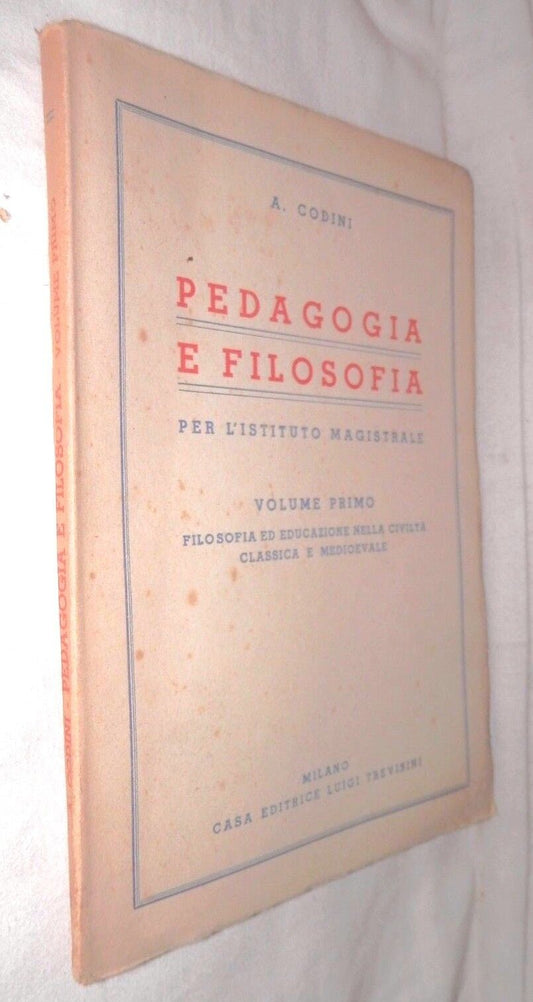 A. CODINI
PEDAGOGIA
E FILOSOFIA
PER L'ISTITUTO MAGISTRALE
VOLUME PRIMO
FILOSOFIA ED EDUCAZIONE NELLA CIVILTÀ
CLASSICA E MEDIOEVALE
MILANO
CASA EDITRICE LUIGI TREVISINI
PEDAGOGIA E FILOSOFIA - VOLUME PRIMO